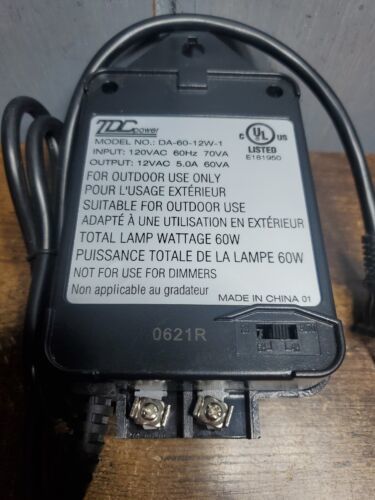 TDC power
MODEL NO.: DA-60-12W-1
INPUT: 120VAC 60Hz 70VA
OUTPUT: 12VAC 5.0A 60VA
C UL US
LISTED
E181950
FOR OUTDOOR USE ONLY
POUR L'USAGE EXTÉRIEUR
SUITABLE FOR OUTDOOR USE
ADAPTÉ À UNE UTILISATION EN EXTÉRIEUR
TOTAL LAMP WATTAGE 60W
PUISSANCE TOTALE DE LA LAMPE 60W
NOT FOR USE FOR DIMMERS
Non applicable au gradateur
MADE IN CHINA 01
0621R